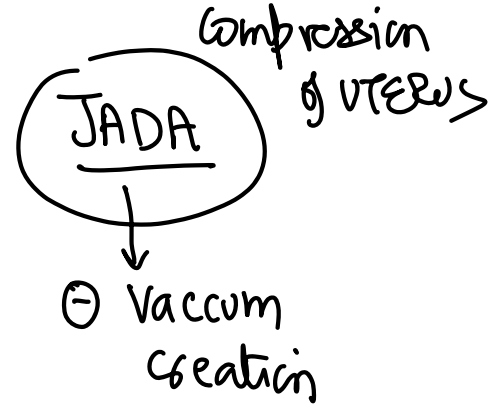 Compression
of UTERUS
JADA
⊖ Vaccum
Creation